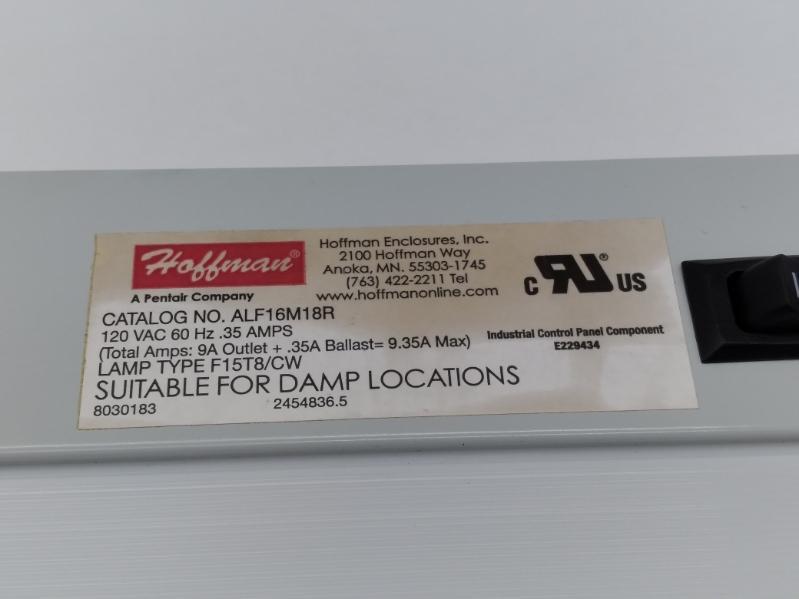 Hoffman®
A Pentair Company
Hoffman Enclosures, Inc.
2100 Hoffman Way
Anoka, MN. 55303-1745
(763) 422-2211 Tel
www.hoffmanonline.com
c RU® US
Industrial Control Panel Component
E229434
CATALOG NO. ALF16M18R
120 VAC 60 Hz .35 AMPS
(Total Amps: 9A Outlet + .35A Ballast= 9.35A Max)
LAMP TYPE F15T8/CW
SUITABLE FOR DAMP LOCATIONS
8030183 2454836.5